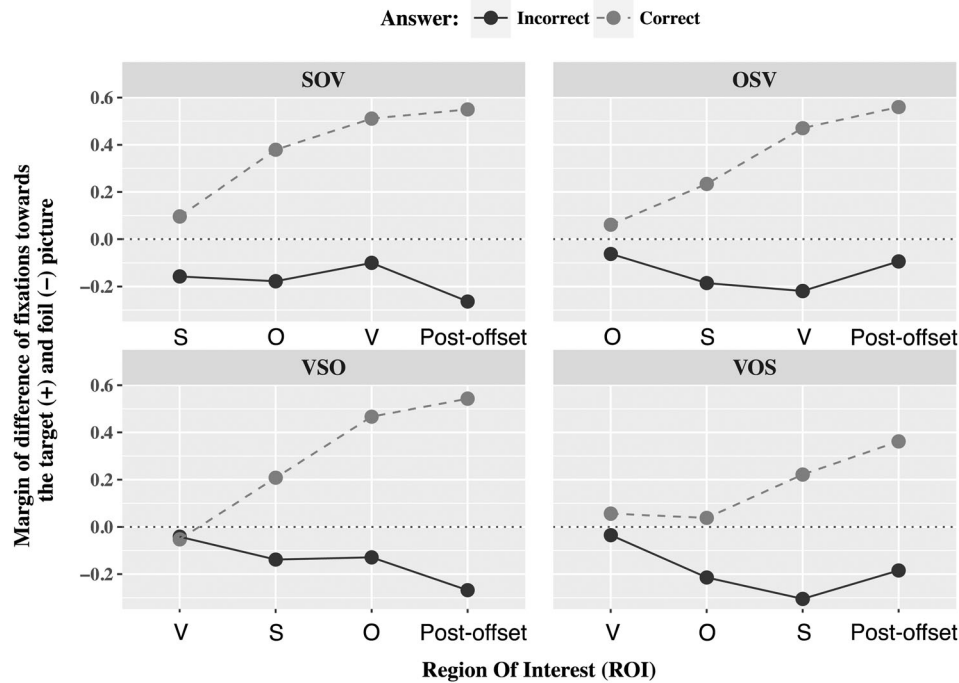 Answer: Incorrect Correct
SOV
OSV
0.6
0.4
0.2
0.0
−0.2
S O V Post-offset
O S V Post-offset
VSO
VOS
0.6
0.4
0.2
0.0
−0.2
V S O Post-offset
V O S Post-offset
Margin of difference of fixations towards
the target (+) and foil (−) picture
Region Of Interest (ROI)